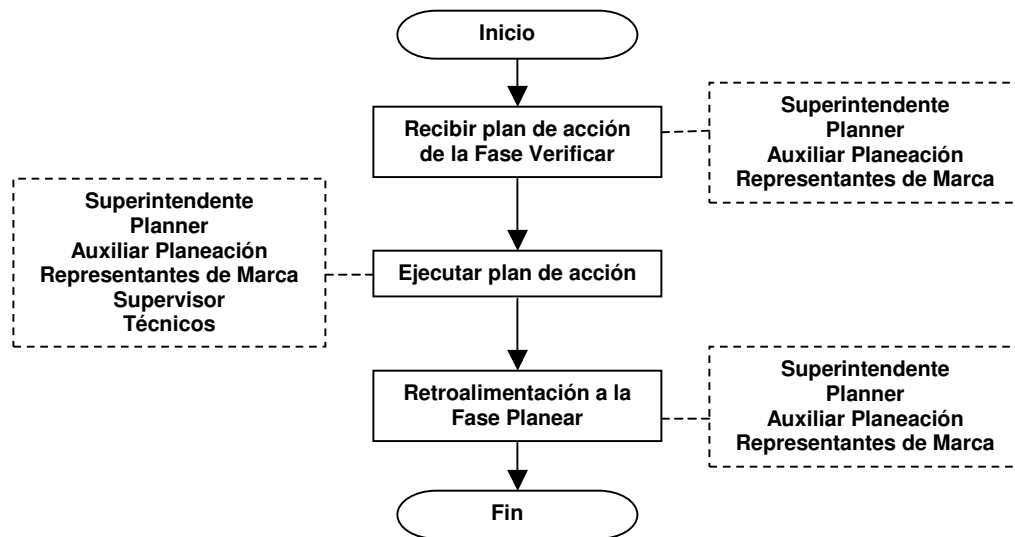 Inicio
Recibir plan de acción
de la Fase Verificar
Superintendente
Planner
Auxiliar Planeación
Representantes de Marca
Superintendente
Planner
Auxiliar Planeación
Representantes de Marca
Supervisor
Técnicos
Ejecutar plan de acción
Retroalimentación a la
Fase Planear
Superintendente
Planner
Auxiliar Planeación
Representantes de Marca
Fin